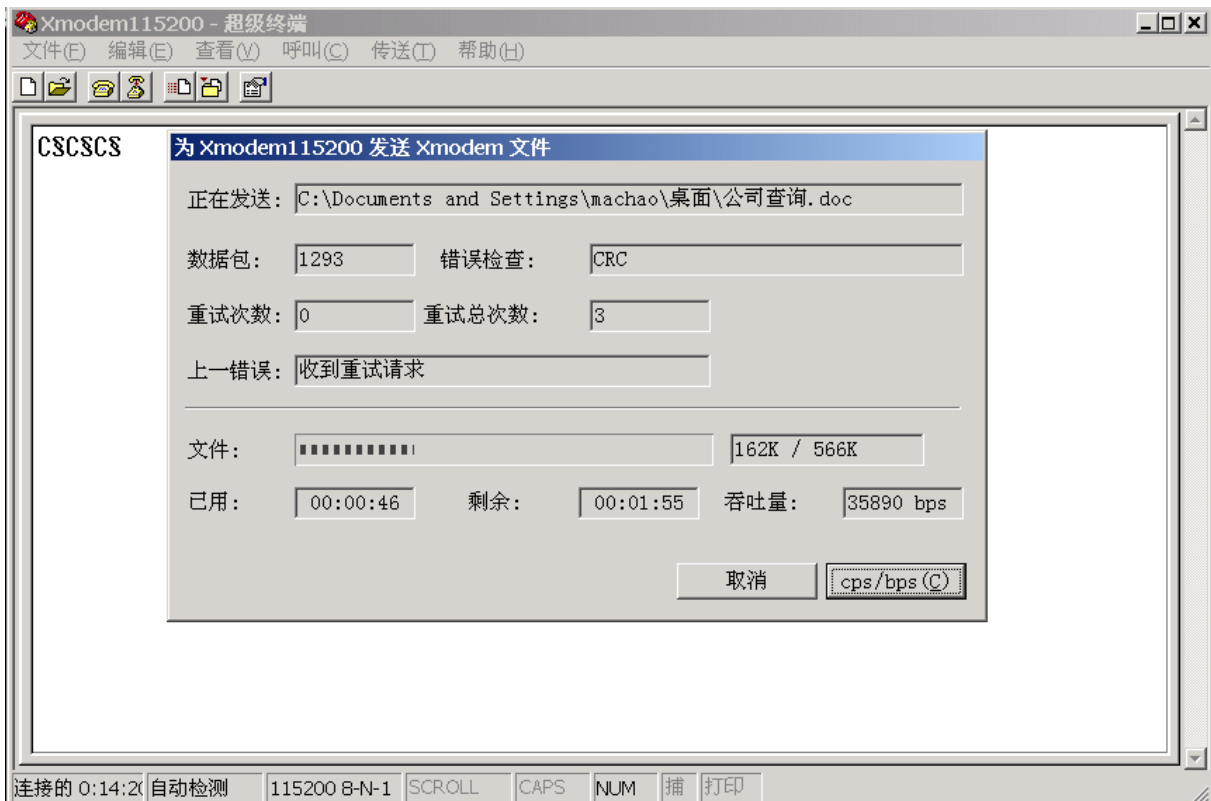 Xmodem115200 - 超级终端
文件(F) 编辑(E) 查看(V) 呼叫(C) 传送(T) 帮助(H)
CSCSCS
为 Xmodem115200 发送 Xmodem 文件
正在发送: C:\Documents and Settings\machao\桌面\公司查询.doc
数据包: 1293 错误检查: CRC
重试次数: 0 重试总次数: 3
上一错误: 收到重试请求
文件: 162K / 566K
已用: 00:00:46 剩余: 00:01:55 吞吐量: 35890 bps
取消 cps/bps(C)
连接的 0:14:20 自动检测 115200 8-N-1 SCROLL CAPS NUM 捕 打印